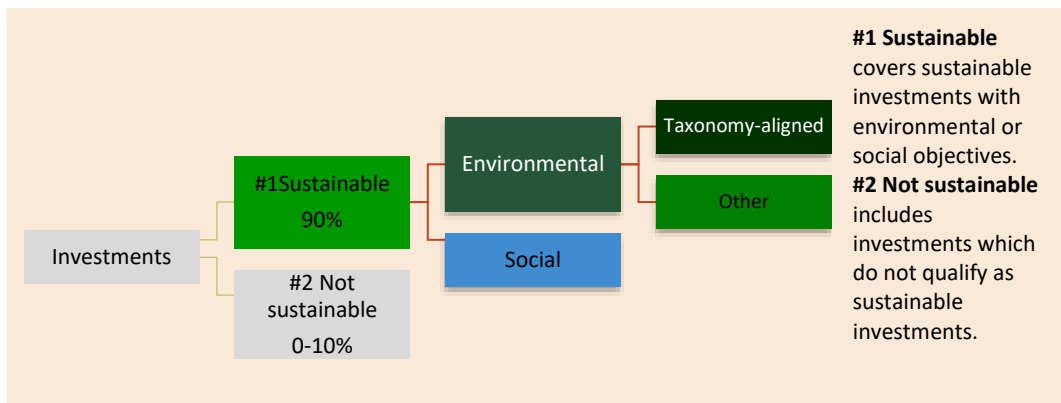 Investments
#1Sustainable
90%
#2 Not
sustainable
0-10%
Environmental
Social
Taxonomy-aligned
Other
#1 Sustainable
covers sustainable
investments with
environmental or
social objectives.
#2 Not sustainable
includes
investments which
do not qualify as
sustainable
investments.